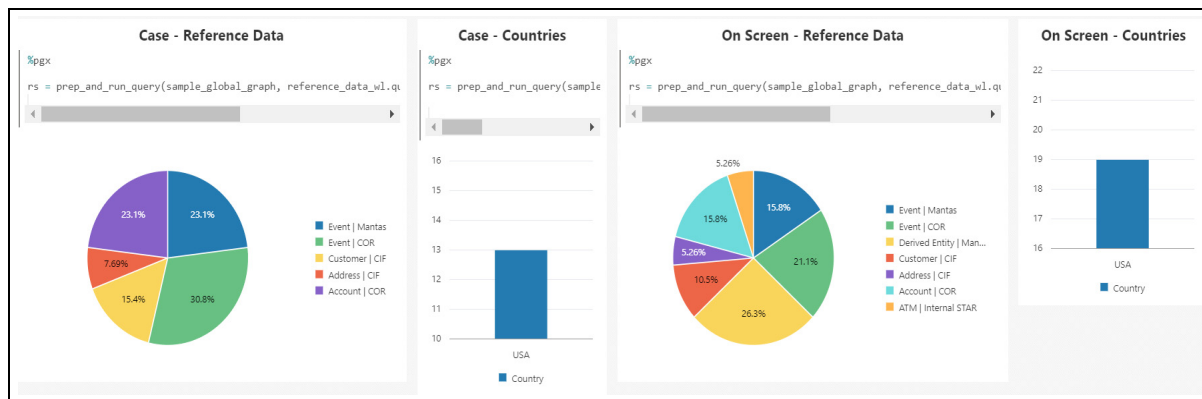 Case - Reference Data
%pgx
rs = prep_and_run_query(sample_global_graph, reference_data_wl.qu
23.1%
23.1%
7.69%
15.4%
30.8%
Event | Mantas
Event | COR
Customer | CIF
Address | CIF
Account | COR
Case - Countries
%pgx
rs = prep_and_run_query(sample
16
15
14
13
12
11
10
USA
Country
On Screen - Reference Data
%pgx
rs = prep_and_run_query(sample_global_graph, reference_data_wl.qu
5.26%
15.8%
15.8%
5.26%
21.1%
10.5%
26.3%
Event | Mantas
Event | COR
Derived Entity | Man...
Customer | CIF
Address | CIF
Account | COR
ATM | Internal STAR
On Screen - Countries
22
21
20
19
18
17
16
USA
Country